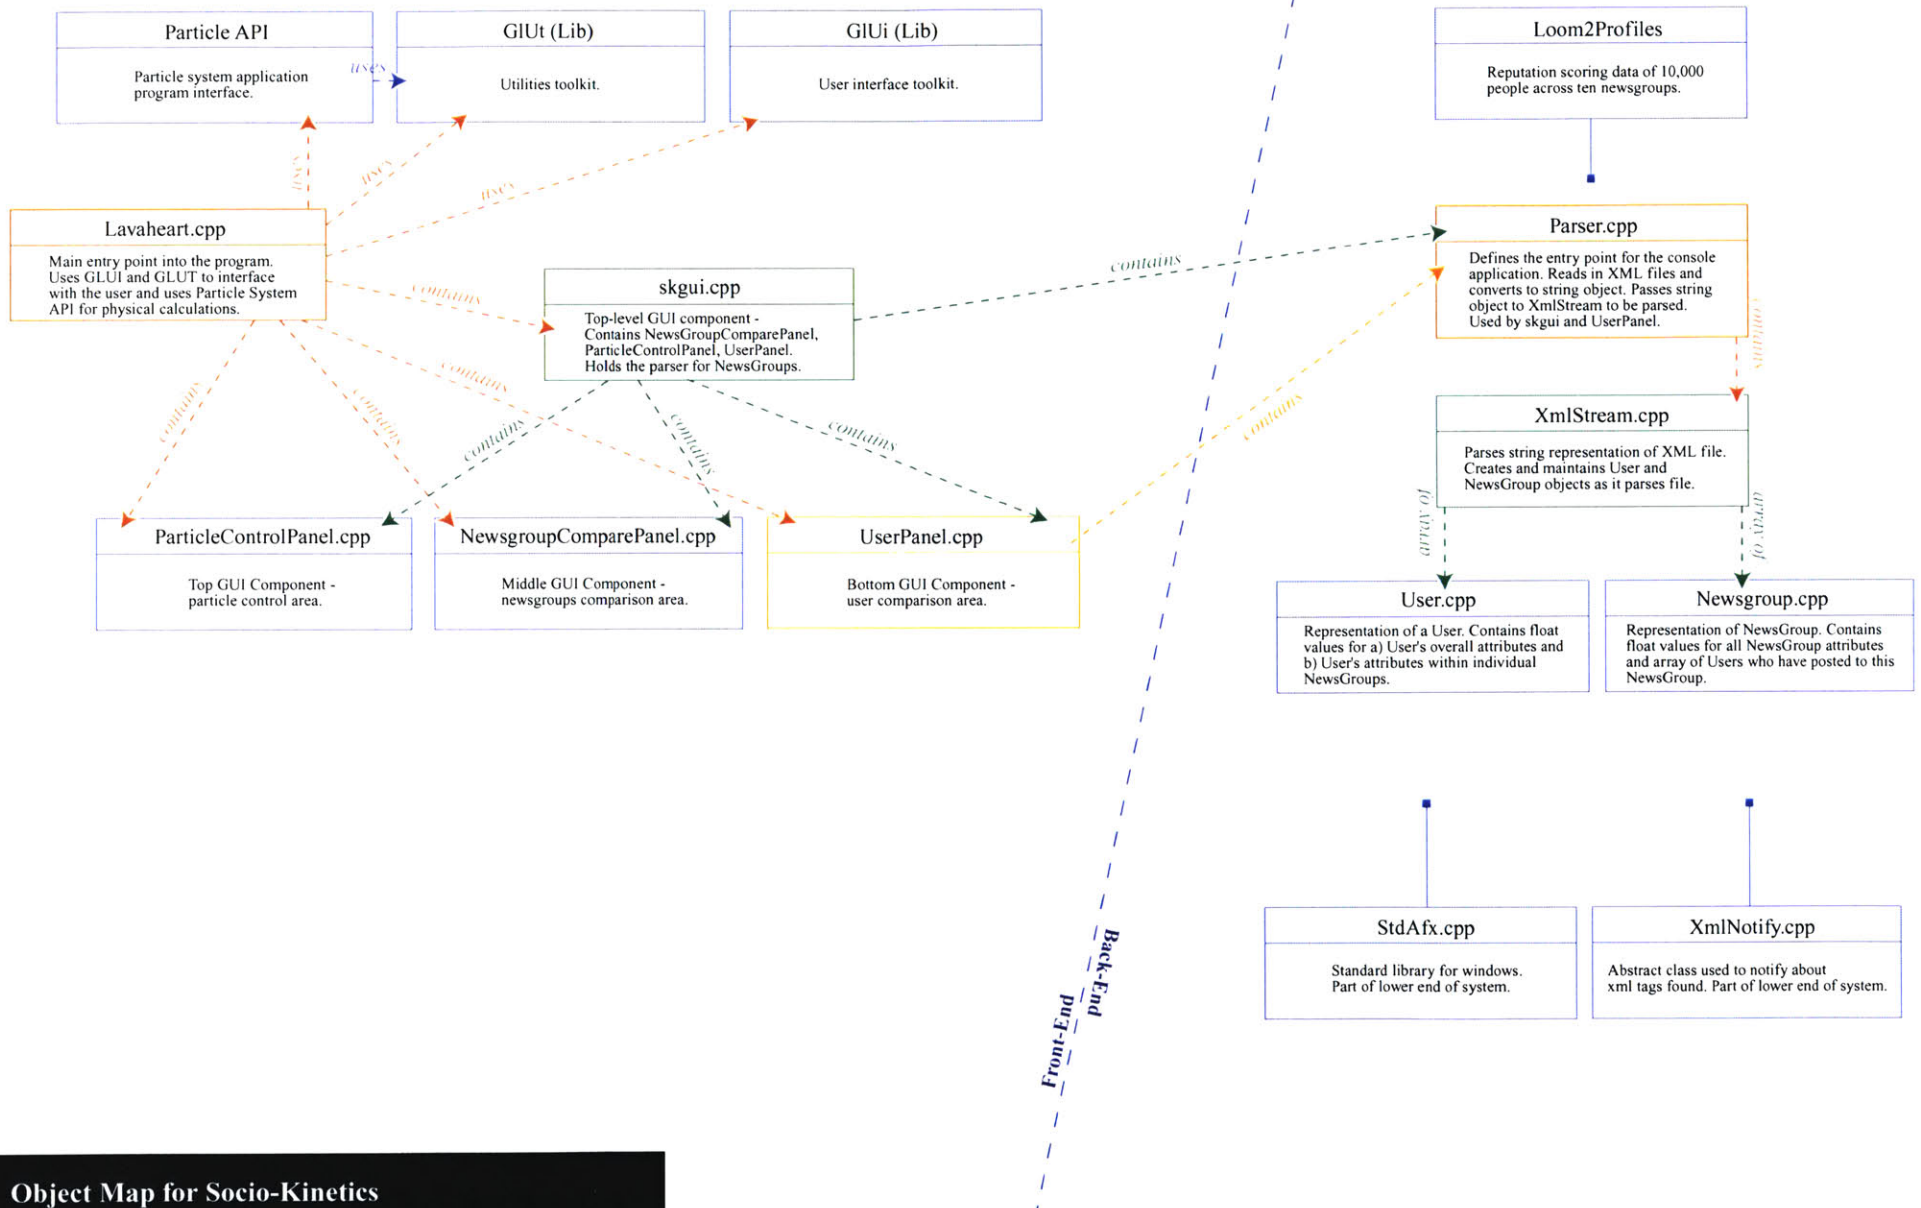 Particle API
Particle system application
program interface.
uses
GlUt (Lib)
Utilities toolkit.
GlUi (Lib)
User interface toolkit.
Loom2Profiles
Reputation scoring data of 10,000
people across ten newsgroups.
uses
uses
uses
Lavaheart.cpp
Main entry point into the program.
Uses GLUI and GLUT to interface
with the user and uses Particle System
API for physical calculations.
contains
skgui.cpp
Top-level GUI component -
Contains NewsGroupComparePanel,
ParticleControlPanel, UserPanel.
Holds the parser for NewsGroups.
contains
Parser.cpp
Defines the entry point for the console
application. Reads in XML files and
converts to string object. Passes string
object to XmlStream to be parsed.
Used by skgui and UserPanel.
contains
contains
contains
contains
contains
contains
contains
contains
XmlStream.cpp
Parses string representation of XML file.
Creates and maintains User and
NewsGroup objects as it parses file.
array of
array of
ParticleControlPanel.cpp
Top GUI Component -
particle control area.
NewsgroupComparePanel.cpp
Middle GUI Component -
newsgroups comparison area.
UserPanel.cpp
Bottom GUI Component -
user comparison area.
User.cpp
Representation of a User. Contains float
values for a) User's overall attributes and
b) User's attributes within individual
NewsGroups.
Newsgroup.cpp
Representation of NewsGroup. Contains
float values for all NewsGroup attributes
and array of Users who have posted to this
NewsGroup.
StdAfx.cpp
Standard library for windows.
Part of lower end of system.
XmlNotify.cpp
Abstract class used to notify about
xml tags found. Part of lower end of system.
Front-End
Back-End
Object Map for Socio-Kinetics